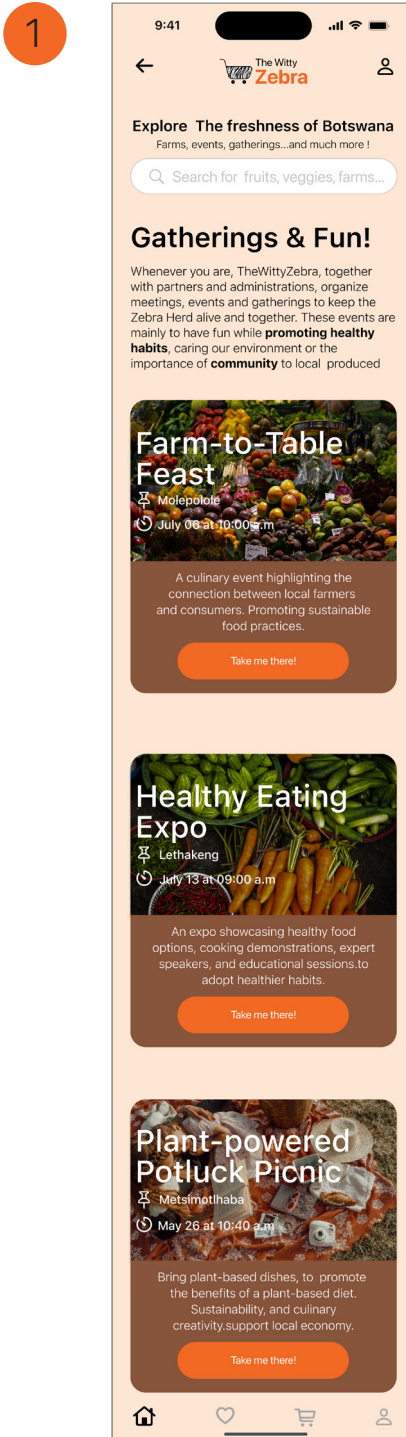 1
9:41
The Witty
Zebra
Explore The freshness of Botswana
Farms, events, gatherings...and much more !
Search for fruits, veggies, farms...
Gatherings & Fun!
Whenever you are, TheWittyZebra, together
with partners and administrations, organize
meetings, events and gatherings to keep the
Zebra Herd alive and together. These events are
mainly to have fun while promoting healthy
habits, caring our environment or the
importance of community to local produced
Farm-to-Table
Feast
Molepolole
July 06 at 10:00 a.m
A culinary event highlighting the
connection between local farmers
and consumers. Promoting sustainable
food practices.
Take me there!
Healthy Eating
Expo
Lethakeng
July 13 at 09:00 a.m
An expo showcasing healthy food
options, cooking demonstrations, expert
speakers, and educational sessions.to
adopt healthier habits.
Take me there!
Plant-powered
Potluck Picnic
Metsimotlhaba
May 26 at 10:40 a.m
Bring plant-based dishes, to promote
the benefits of a plant-based diet.
Sustainability, and culinary
creativity.support local economy.
Take me there!